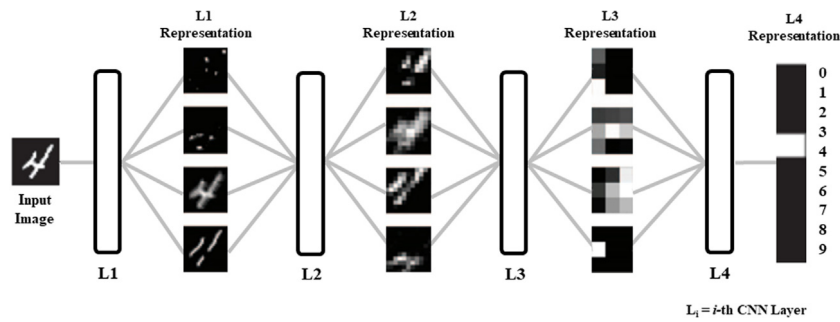 L1
Representation
L2
Representation
L3
Representation
L4
Representation
0
1
2
3
4
5
6
7
8
9
Input
Image
L1
L2
L3
L4
Lᵢ = i-th CNN Layer